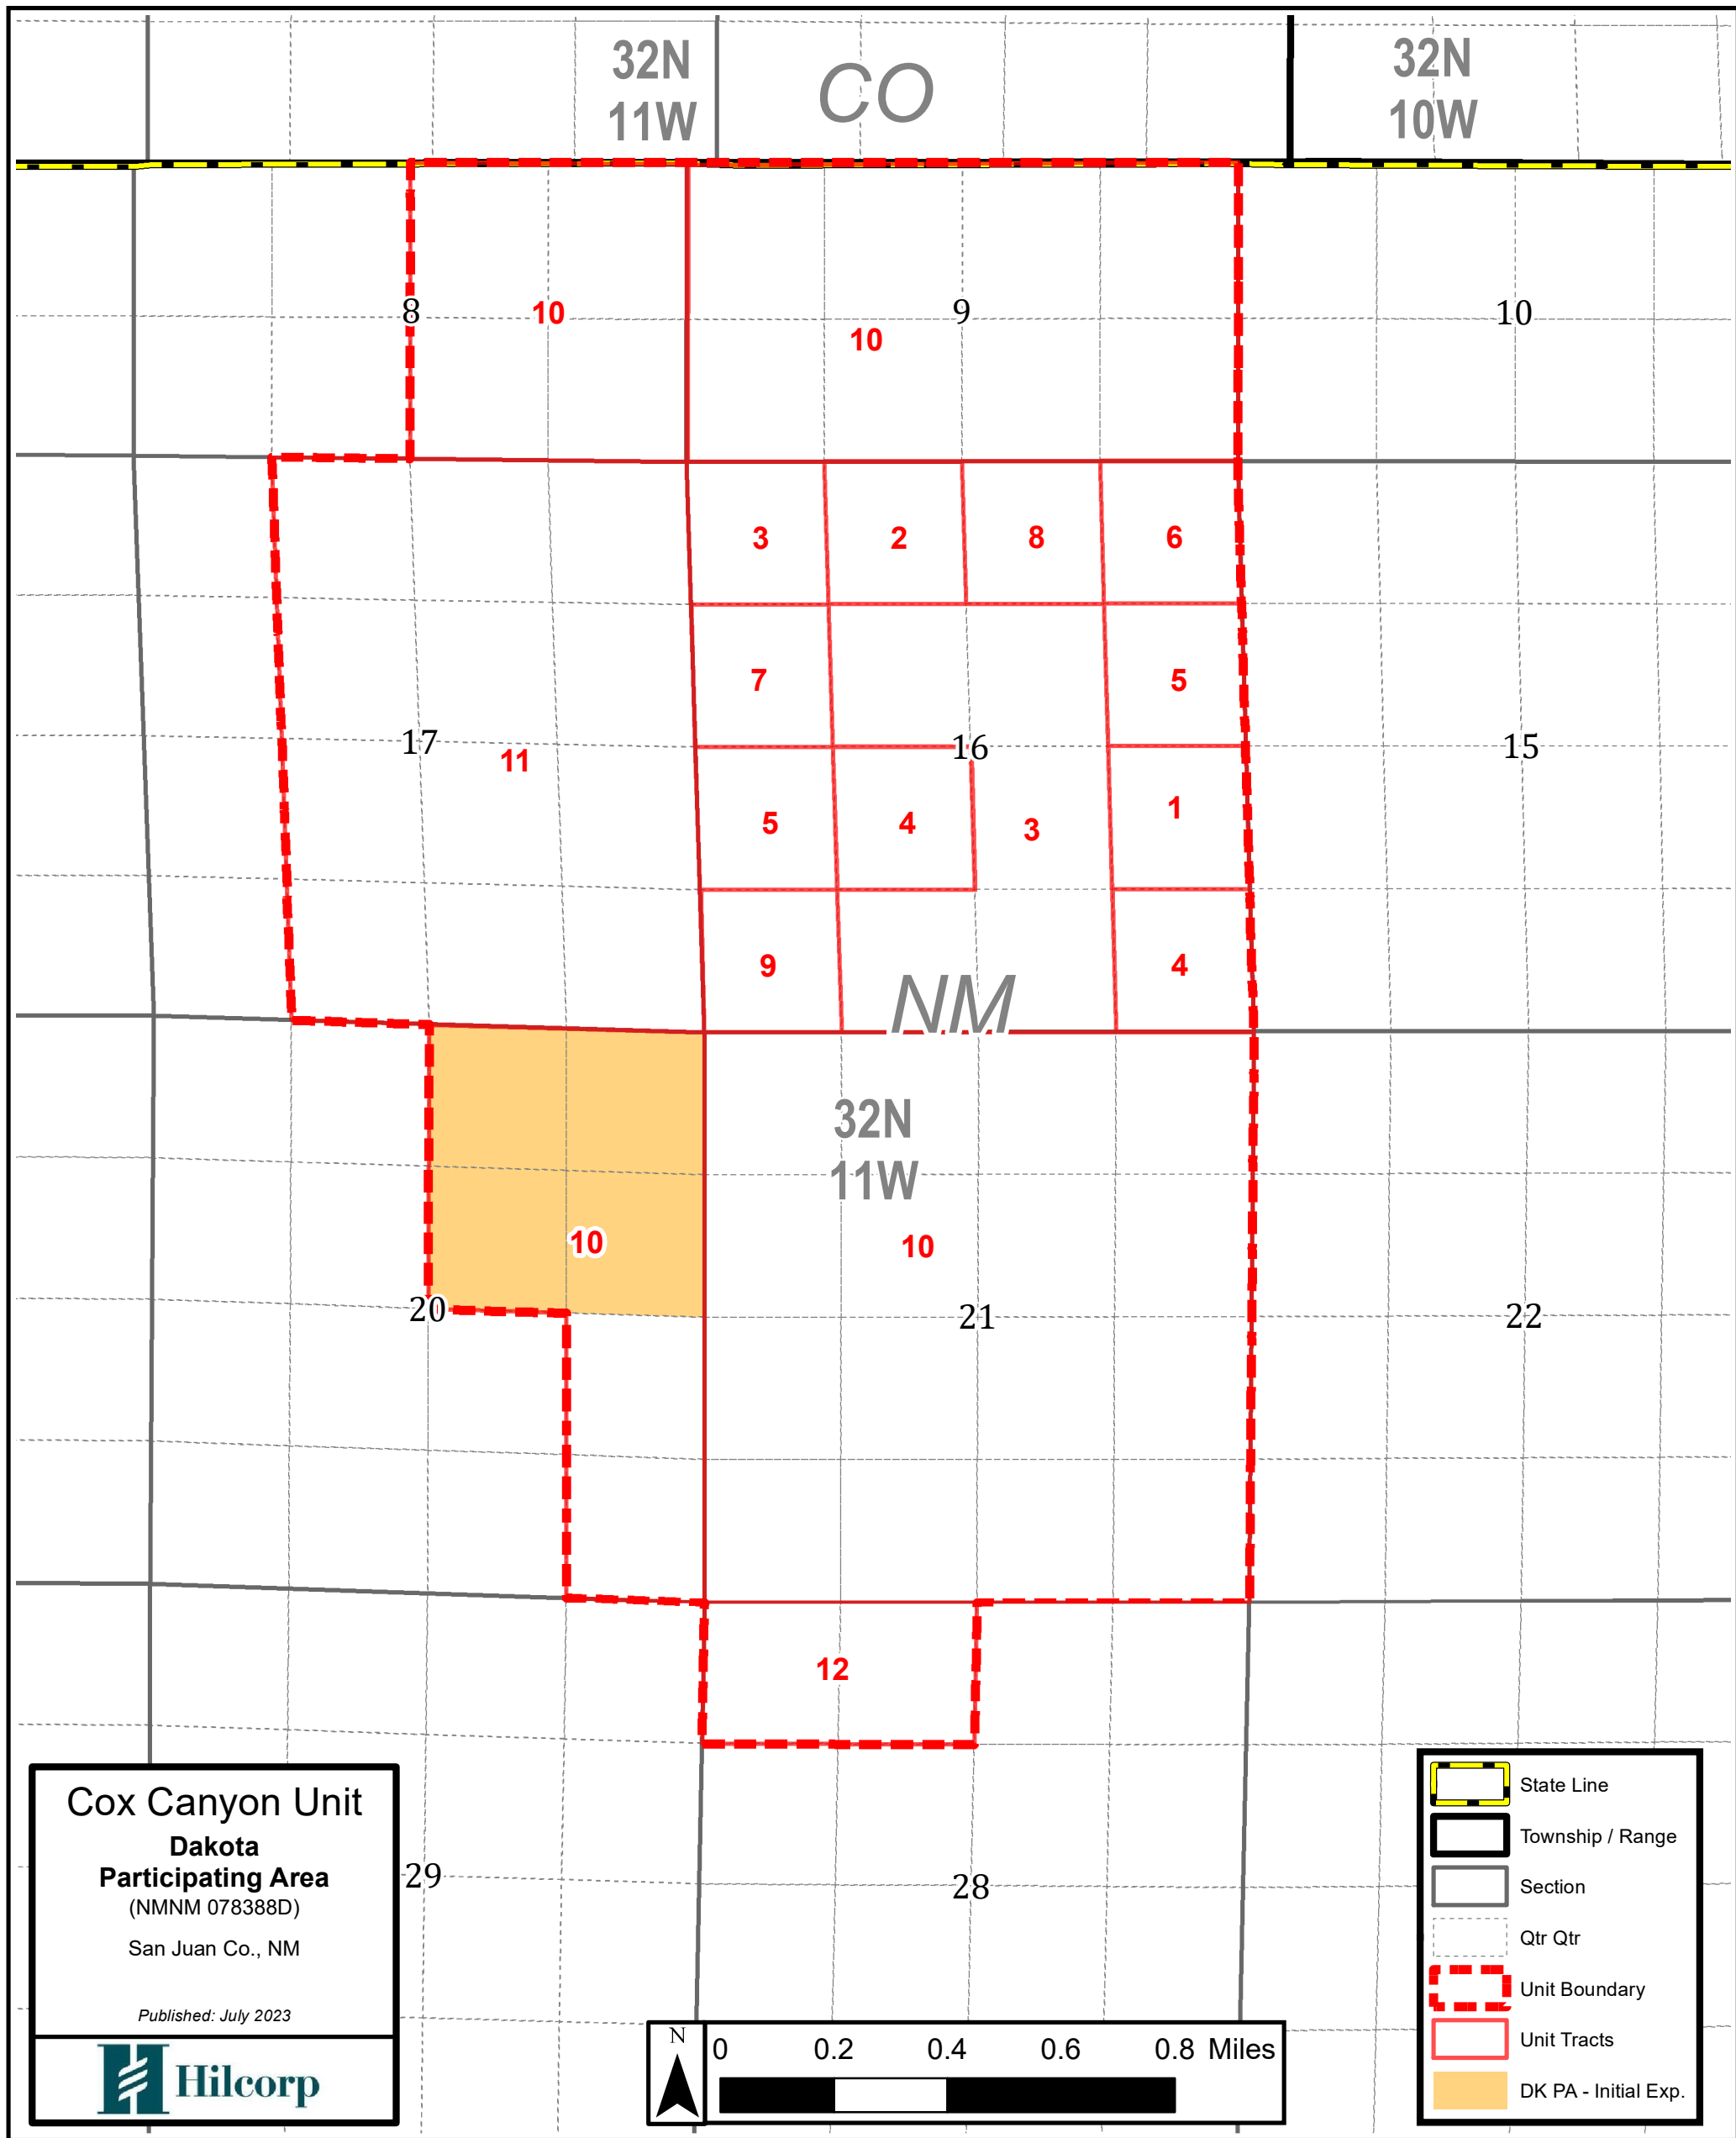 32N
11W
CO
32N
10W
8
10
10
9
10
3
2
8
6
7
5
17
11
16
15
5
4
3
1
9
NM
4
32N
11W
10
10
20
21
22
12
29
28
Cox Canyon Unit
Dakota
Participating Area
(NMNM 078388D)
San Juan Co., NM
Published: July 2023
Hilcorp
N
0 0.2 0.4 0.6 0.8 Miles
State Line
Township / Range
Section
Qtr Qtr
Unit Boundary
Unit Tracts
DK PA - Initial Exp.